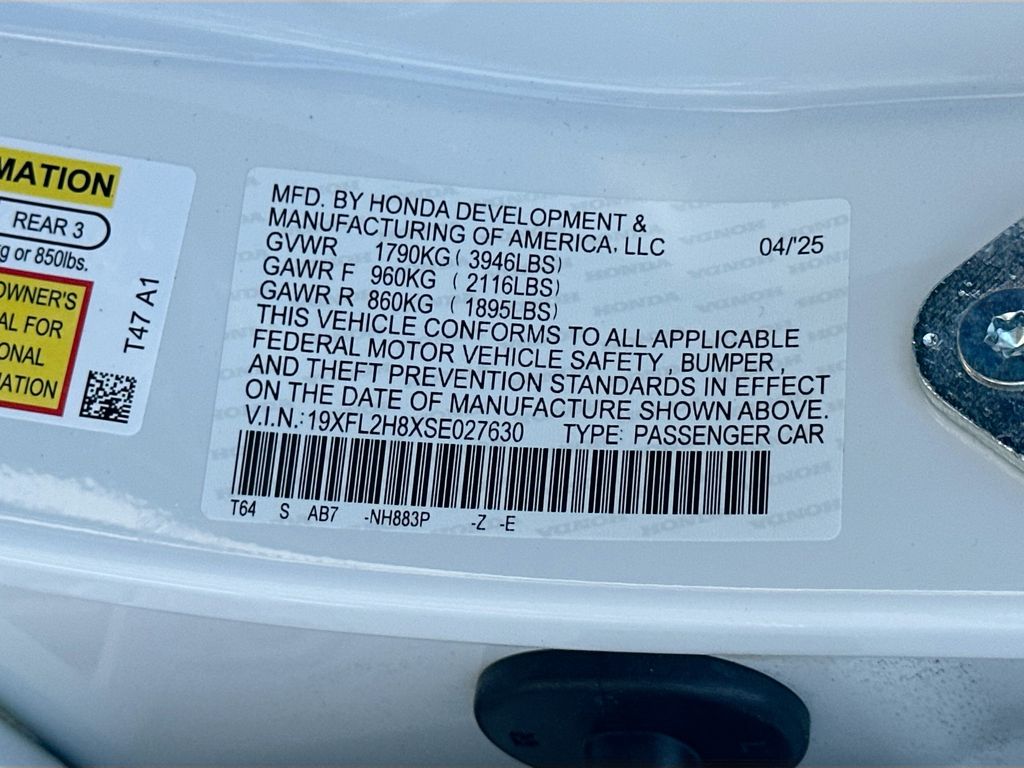 MATION
REAR 3
g or 850lbs.
OWNER'S
AL FOR
ONAL
MATION
T47 A1
MFD. BY HONDA DEVELOPMENT &
MANUFACTURING OF AMERICA, LLC 04/'25
GVWR 1790KG ( 3946LBS)
GAWR F 960KG ( 2116LBS)
GAWR R 860KG ( 1895LBS)
THIS VEHICLE CONFORMS TO ALL APPLICABLE
FEDERAL MOTOR VEHICLE SAFETY, BUMPER,
AND THEFT PREVENTION STANDARDS IN EFFECT
ON THE DATE OF MANUFACTURE SHOWN ABOVE.
V.I.N.: 19XFL2H8XSE027630 TYPE: PASSENGER CAR
T64 S AB7 -NH883P -Z -E